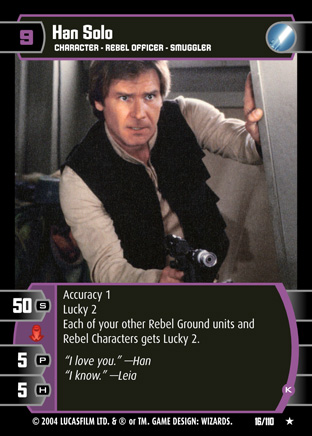 9 Han Solo
CHARACTER • REBEL OFFICER • SMUGGLER
50 S
Accuracy 1
Lucky 2
Each of your other Rebel Ground units and
Rebel Characters gets Lucky 2.
5 P
“I love you.” —Han
“I know.” —Leia
5 H
K
© 2004 LUCASFILM LTD. & ® or TM. GAME DESIGN: WIZARDS. 16/110 ★